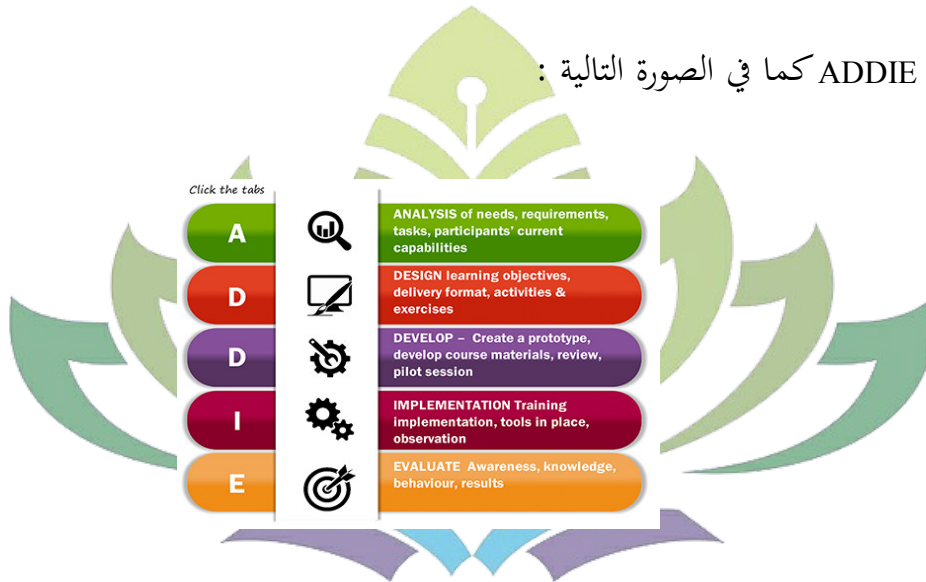 ADDIE كما في الصورة التالية :
Click the tabs
A
ANALYSIS of needs, requirements,
tasks, participants' current
capabilities
D
DESIGN learning objectives,
delivery format, activities &
exercises
D
DEVELOP – Create a prototype,
develop course materials, review,
pilot session
I
IMPLEMENTATION Training
implementation, tools in place,
observation
E
EVALUATE Awareness, knowledge,
behaviour, results